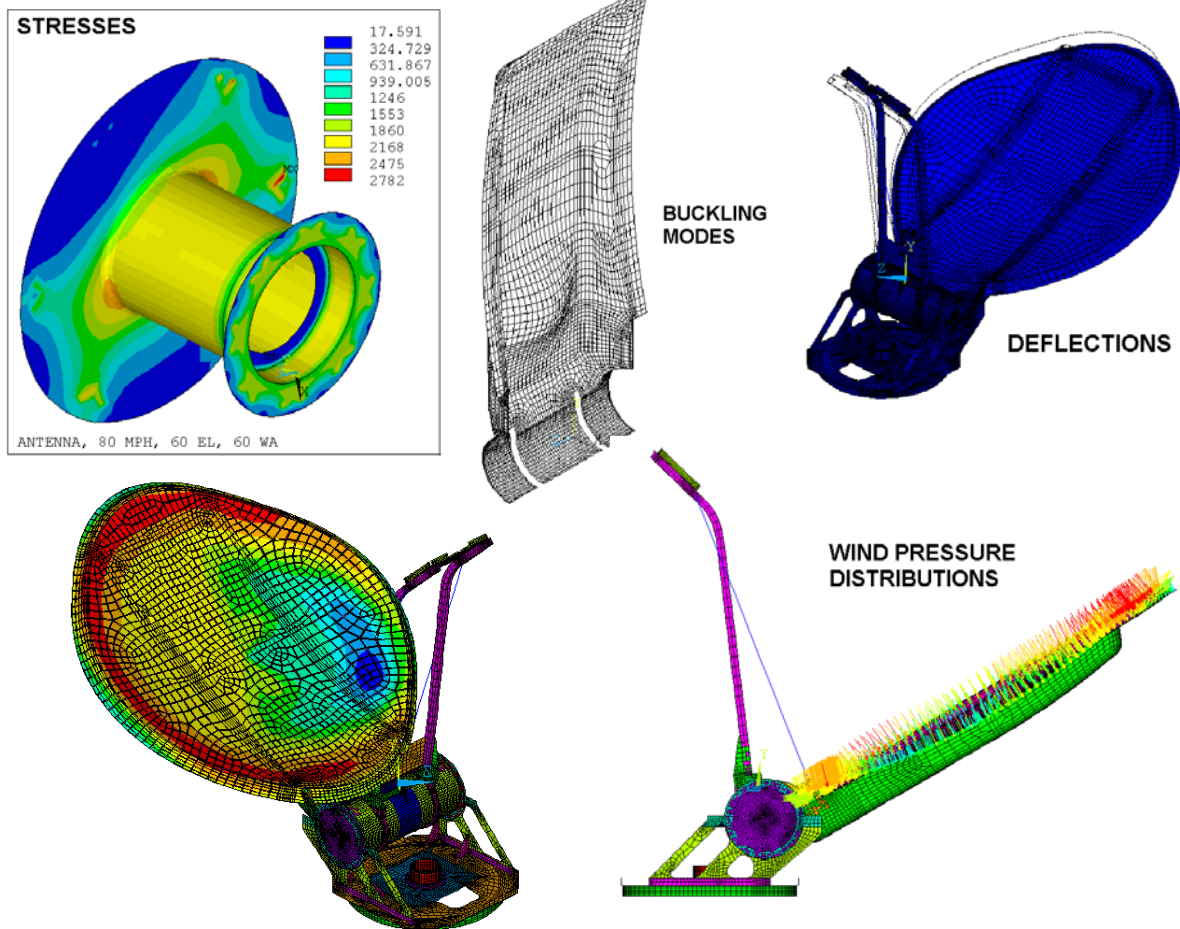 STRESSES
17.591
324.729
631.867
939.005
1246
1553
1860
2168
2475
2782
MX
ANTENNA, 80 MPH, 60 EL, 60 WA
BUCKLING
MODES
Y
Z
DEFLECTIONS
WIND PRESSURE
DISTRIBUTIONS
Y